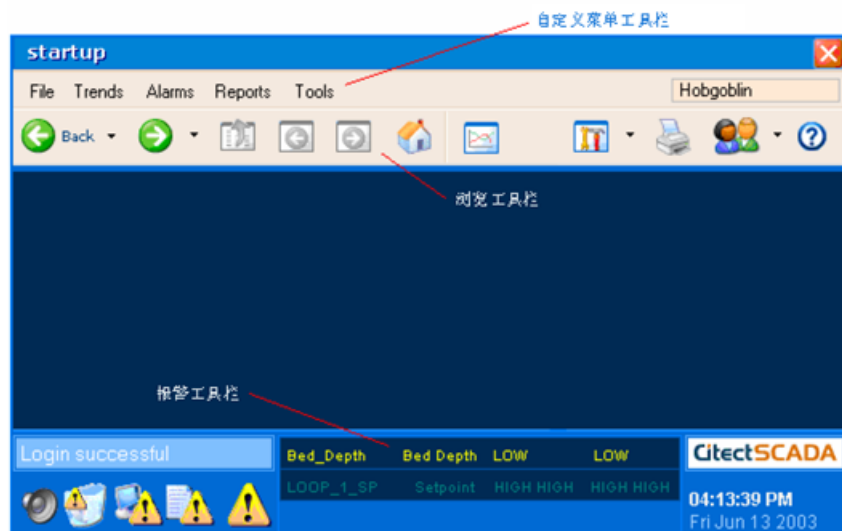 自定义菜单工具栏
startup
File Trends Alarms Reports Tools
Hobgoblin
Back
浏览工具栏
报警工具栏
Login successful
Bed_Depth Bed Depth LOW LOW
LOOP_1_SP Setpoint HIGH HIGH HIGH HIGH
CitectSCADA
04:13:39 PM
Fri Jun 13 2003